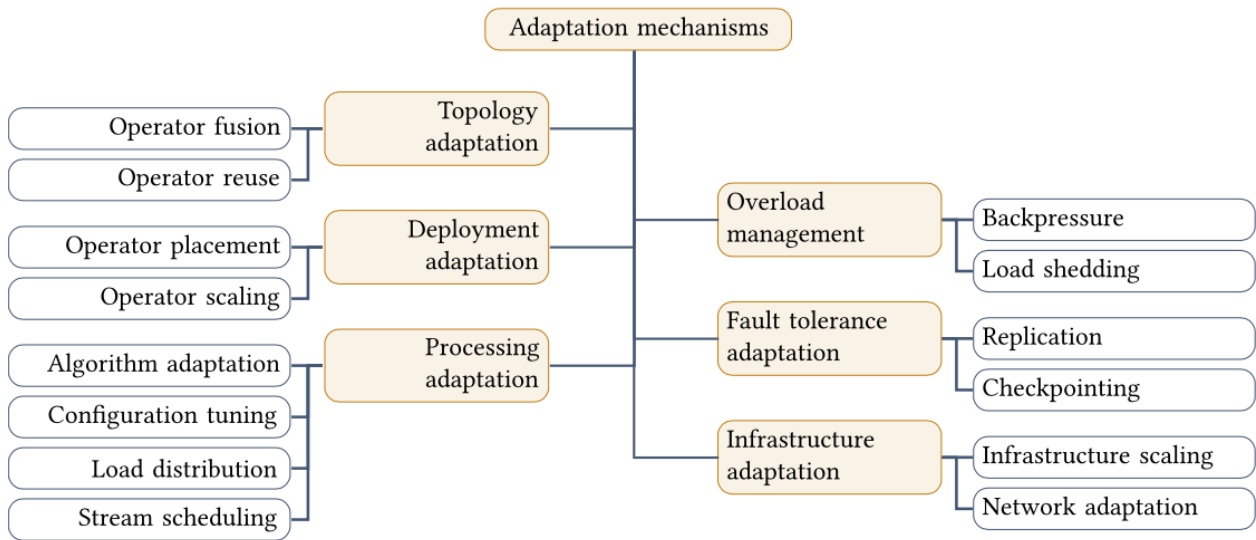 Adaptation mechanisms
Topology
adaptation
Operator fusion
Operator reuse
Deployment
adaptation
Operator placement
Operator scaling
Processing
adaptation
Algorithm adaptation
Configuration tuning
Load distribution
Stream scheduling
Overload
management
Backpressure
Load shedding
Fault tolerance
adaptation
Replication
Checkpointing
Infrastructure
adaptation
Infrastructure scaling
Network adaptation